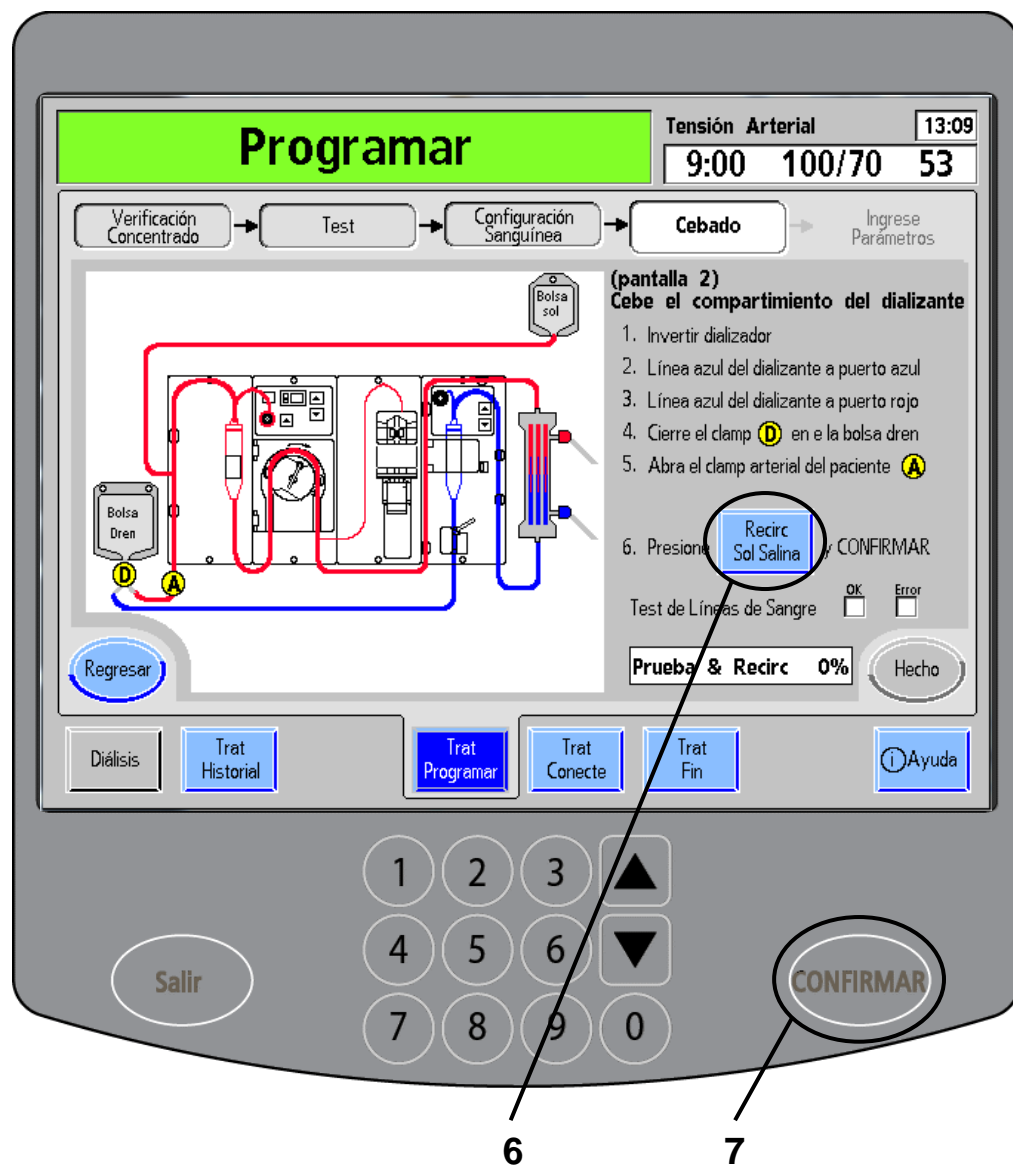 Programar
Tensión Arterial
13:09
9:00 100/70 53
Verificación
Concentrado
Test
Configuración
Sanguínea
Cebado
Ingrese
Parámetros
Bolsa
sol
Bolsa
Dren
D
A
(pantalla 2)
Cebe el compartimiento del dializante
1. Invertir dializador
2. Línea azul del dializante a puerto azul
3. Línea azul del dializante a puerto rojo
4. Cierre el clamp D en e la bolsa dren
5. Abra el clamp arterial del paciente A
6. Presione Recirc
Sol Salina y CONFIRMAR
Test de Líneas de Sangre OK Error
Prueba & Recirc 0%
Regresar
Hecho
Diálisis
Trat
Historial
Trat
Programar
Trat
Conecte
Trat
Fin
i Ayuda
1 2 3
4 5 6
7 8 9 0
Salir
CONFIRMAR
6 7